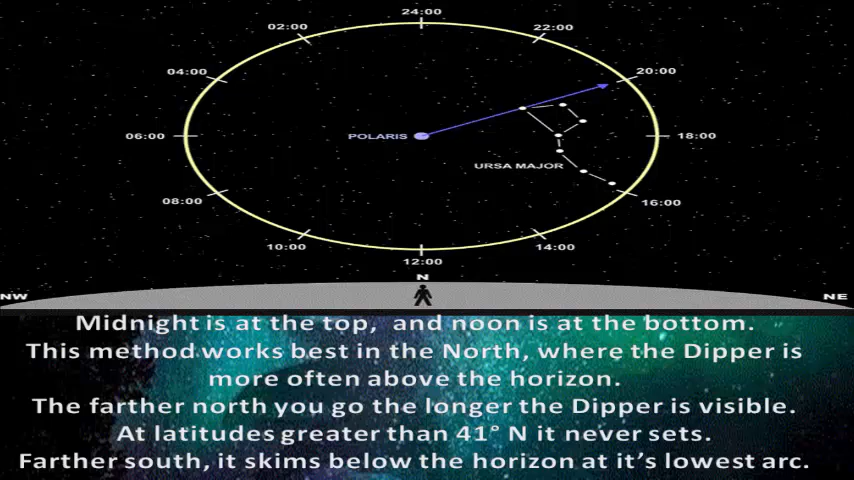 24:00
02:00
22:00
04:00
20:00
06:00
POLARIS
18:00
URSA MAJOR
08:00
16:00
10:00
14:00
12:00
N
NW
NE
Midnight is at the top, and noon is at the bottom.
This method works best in the North, where the Dipper is
more often above the horizon.
The farther north you go the longer the Dipper is visible.
At latitudes greater than 41° N it never sets.
Farther south, it skims below the horizon at it’s lowest arc.